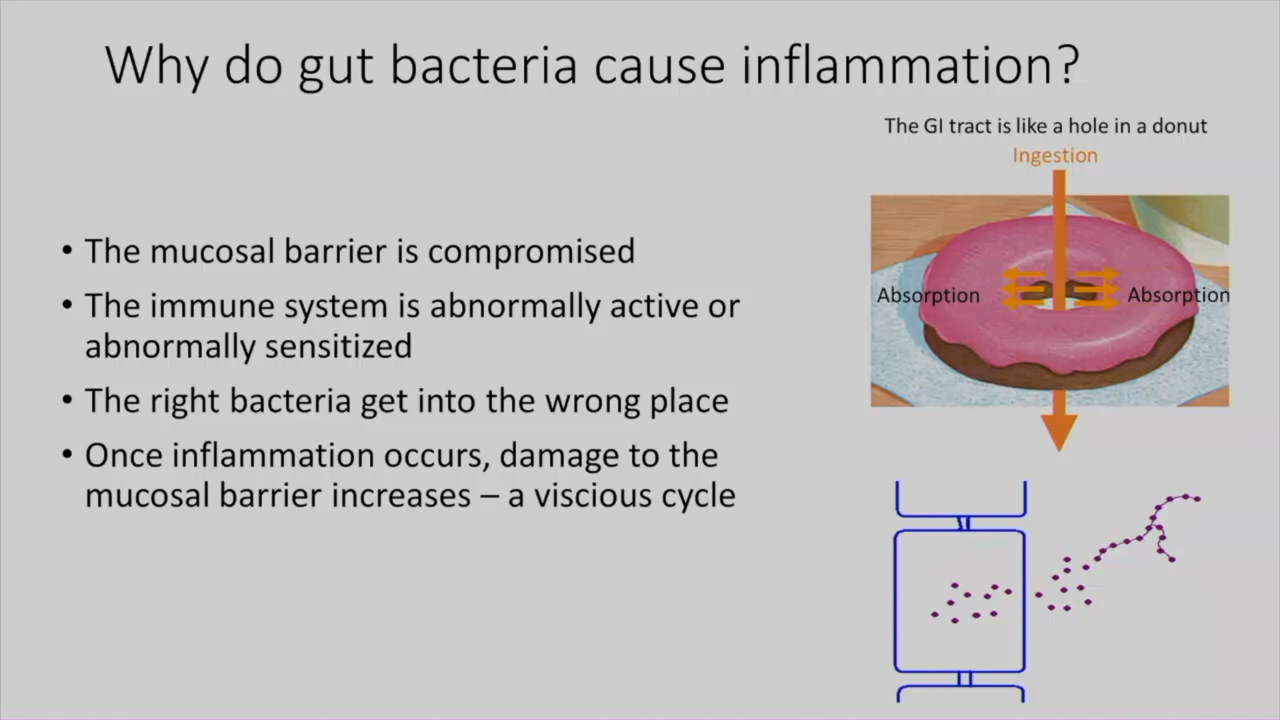 Why do gut bacteria cause inflammation?
The GI tract is like a hole in a donut
Ingestion
Absorption
Absorption
• The mucosal barrier is compromised
• The immune system is abnormally active or
abnormally sensitized
• The right bacteria get into the wrong place
• Once inflammation occurs, damage to the
mucosal barrier increases – a viscious cycle